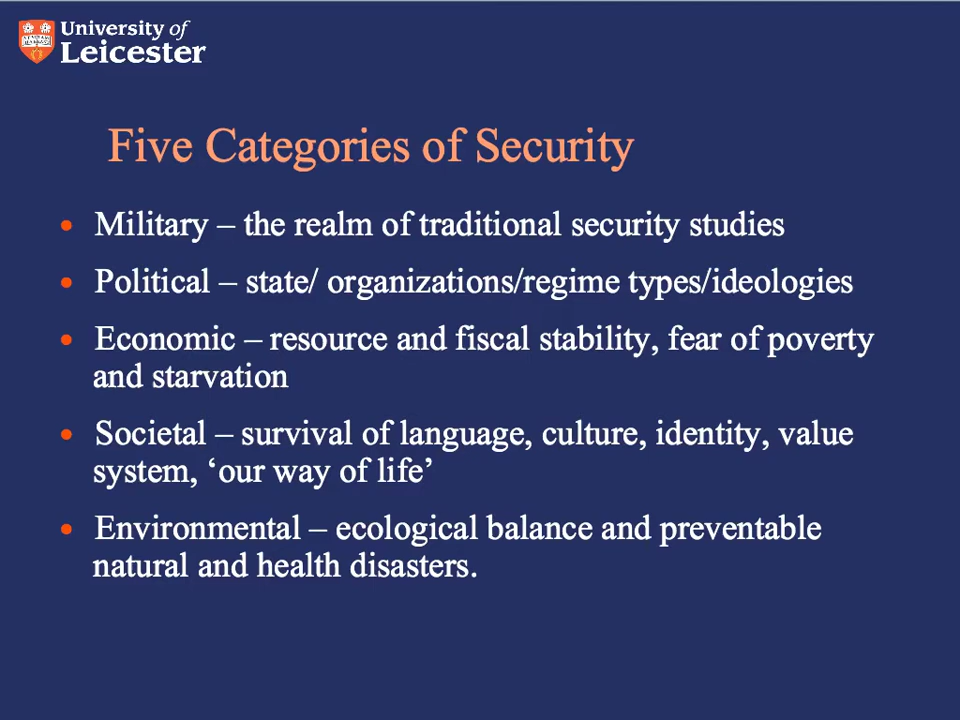 University of
Leicester
Five Categories of Security
• Military – the realm of traditional security studies
• Political – state/ organizations/regime types/ideologies
• Economic – resource and fiscal stability, fear of poverty
and starvation
• Societal – survival of language, culture, identity, value
system, ‘our way of life’
• Environmental – ecological balance and preventable
natural and health disasters.